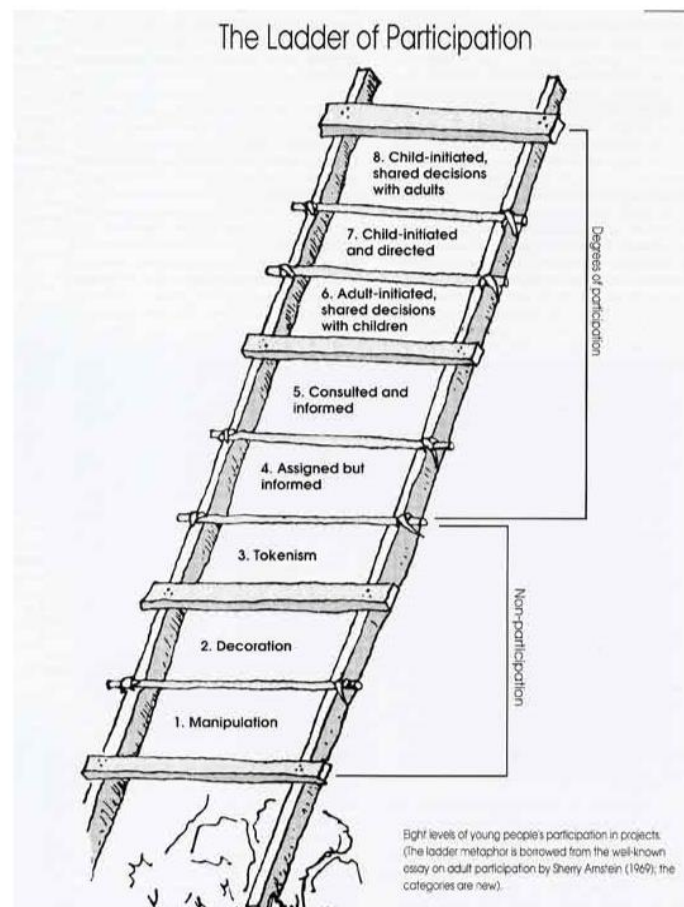 The Ladder of Participation
8. Child-initiated,
shared decisions
with adults
7. Child-initiated
and directed
6. Adult-initiated,
shared decisions
with children
5. Consulted and
informed
4. Assigned but
informed
3. Tokenism
2. Decoration
1. Manipulation
Degrees of participation
Non-participation
Eight levels of young people's participation in projects.
(The ladder metaphor is borrowed from the well-known
essay on adult participation by Sherry Arnstein (1969); the
categories are new).